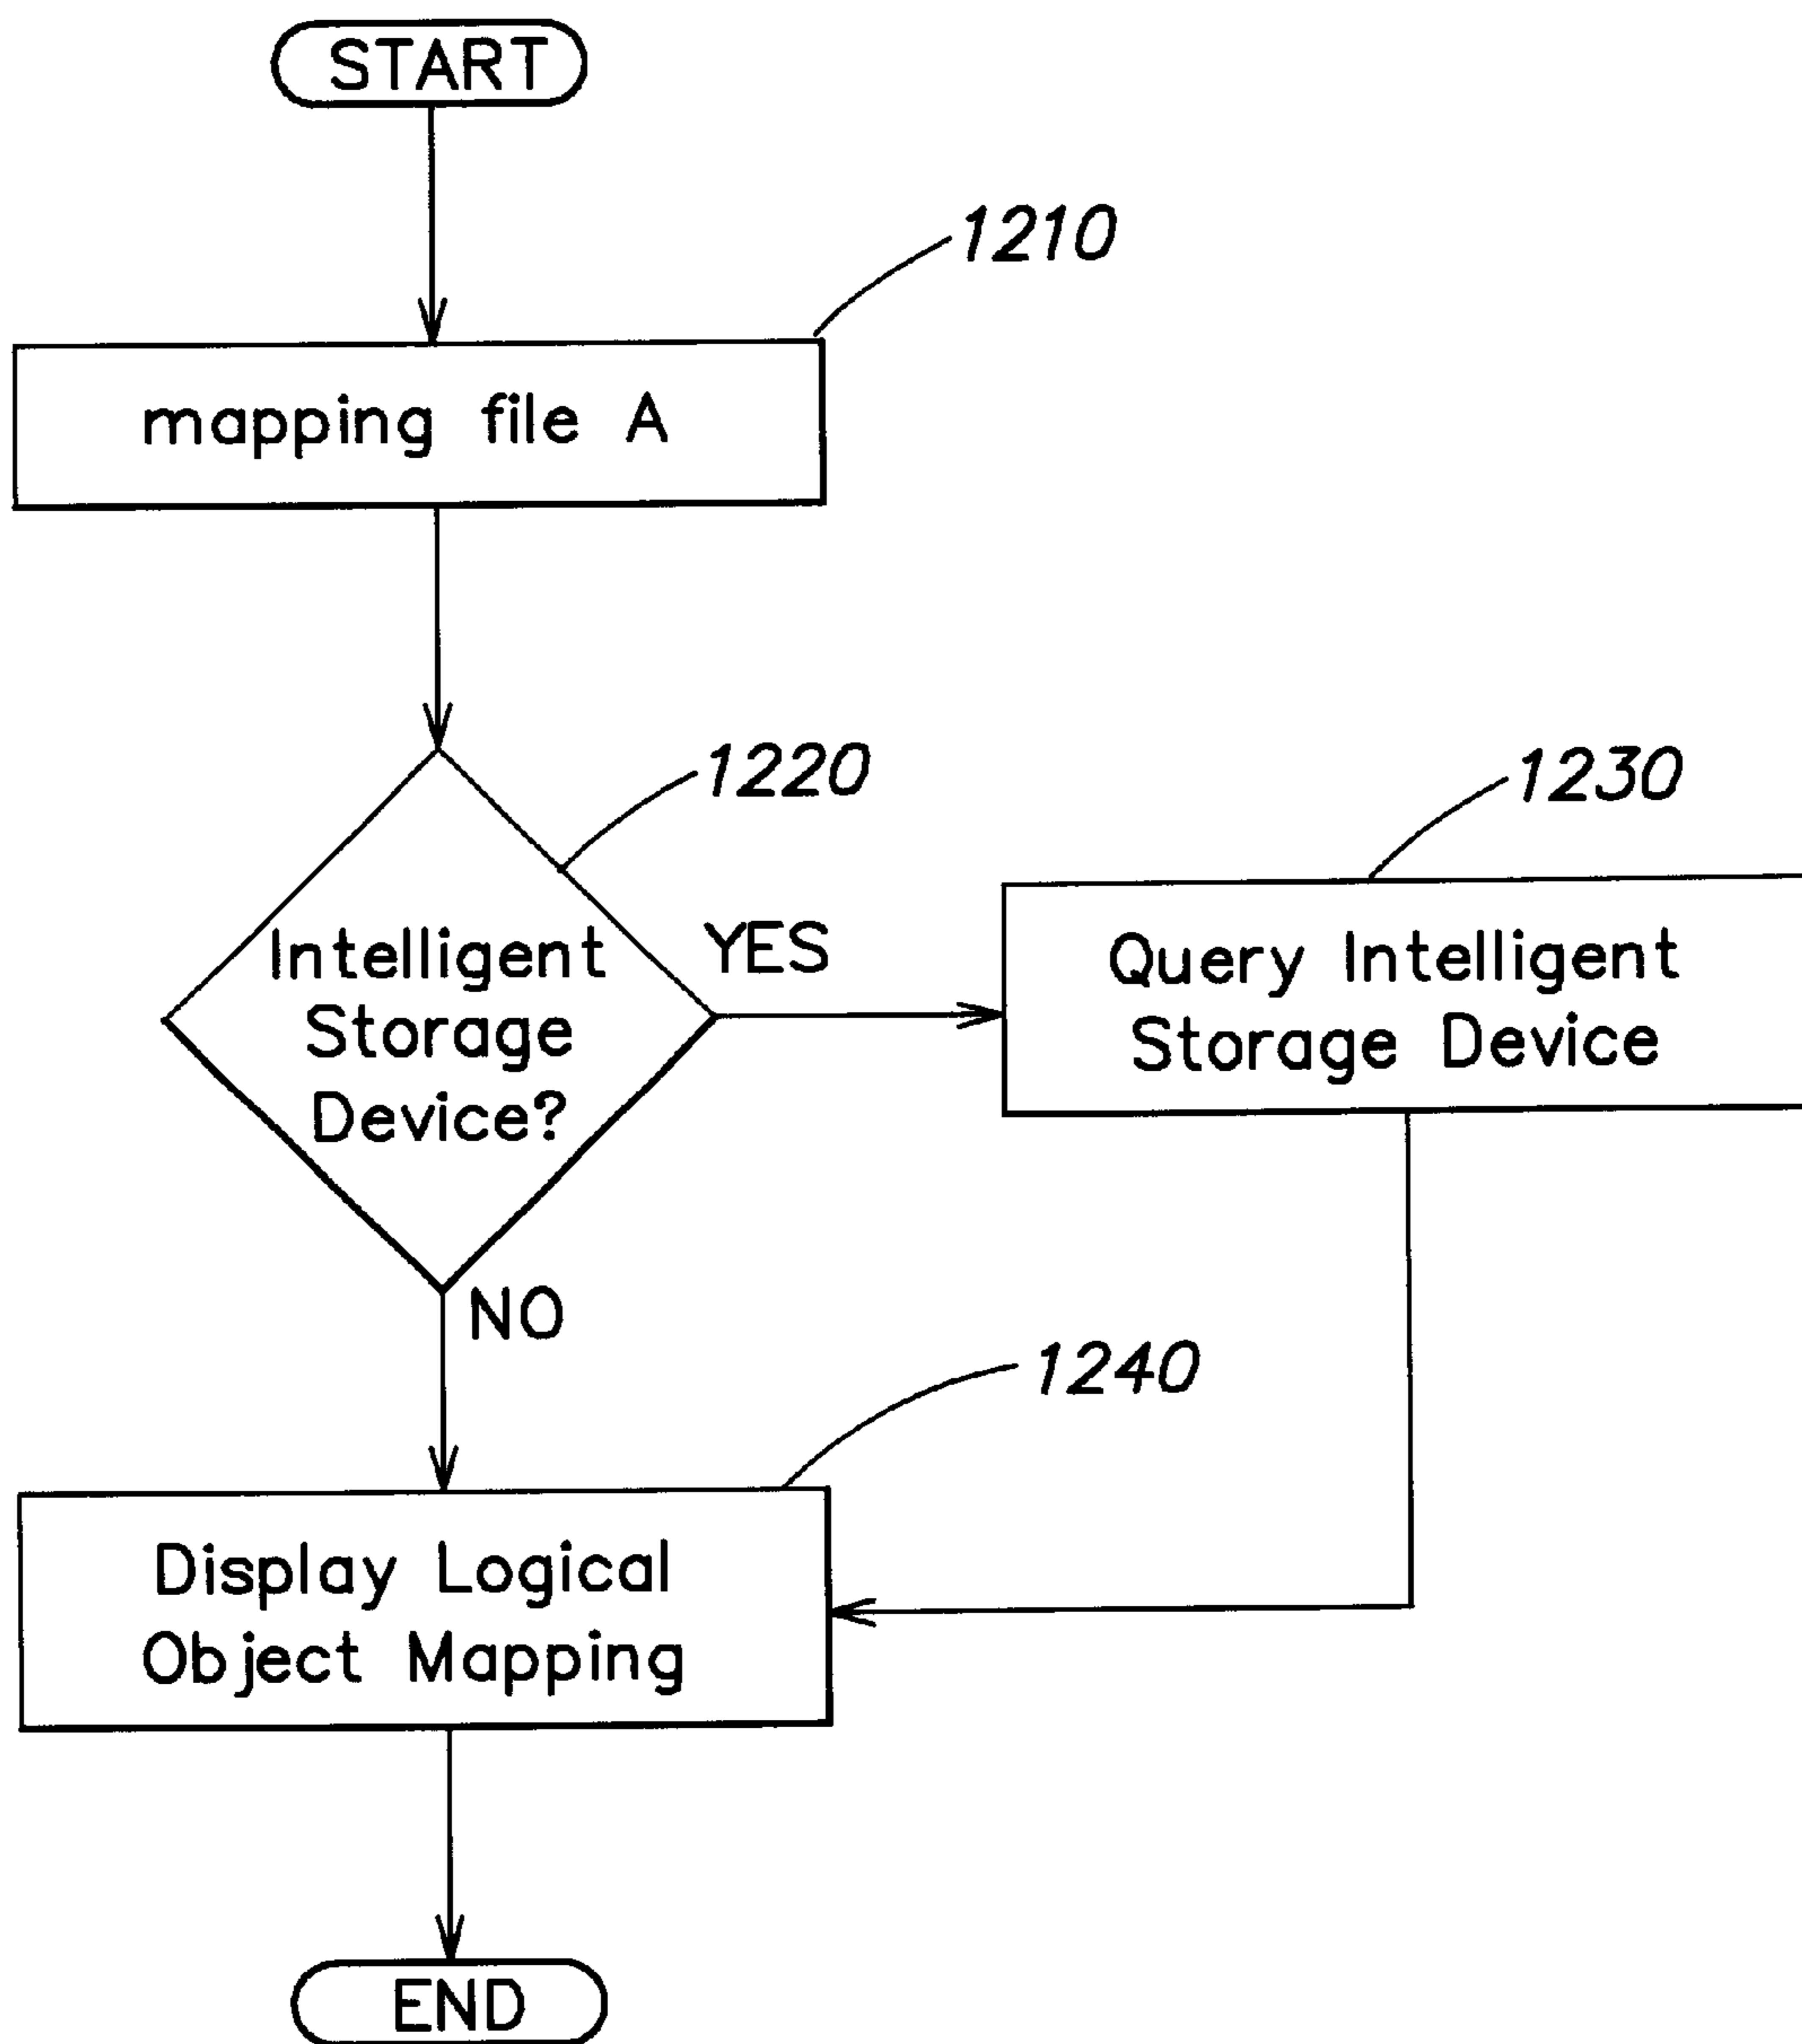 START
1210
mapping file A
1220
1230
Intelligent
Storage
Device?
YES
Query Intelligent
Storage Device
NO
1240
Display Logical
Object Mapping
END